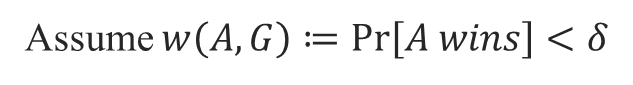 Assume w(A, G) ≔ Pr[A wins] < δ